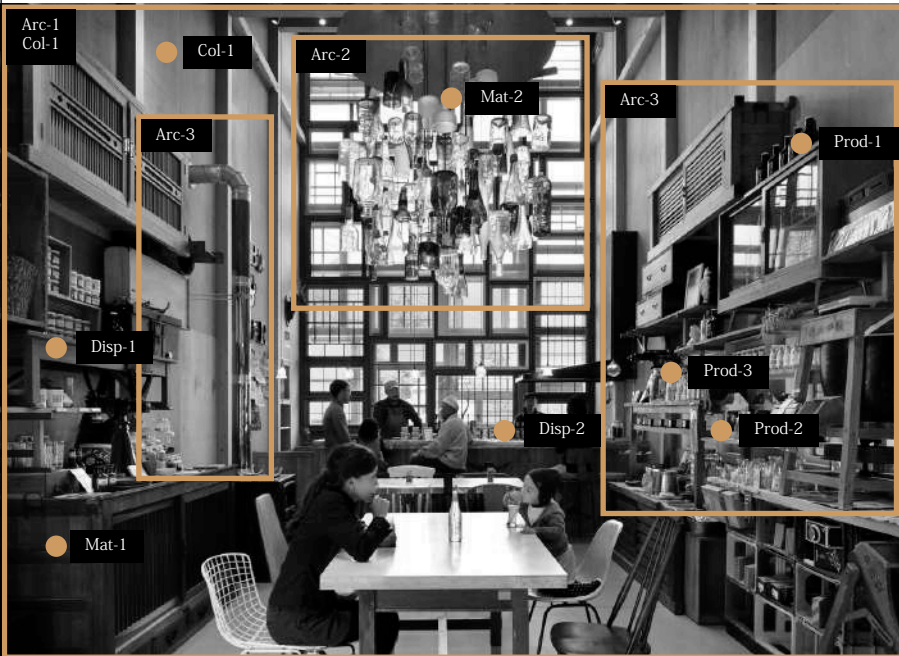 Arc-1
Col-1
Col-1
Arc-2
Mat-2
Arc-3
Prod-1
Arc-3
Disp-1
Prod-3
Disp-2
Prod-2
Mat-1